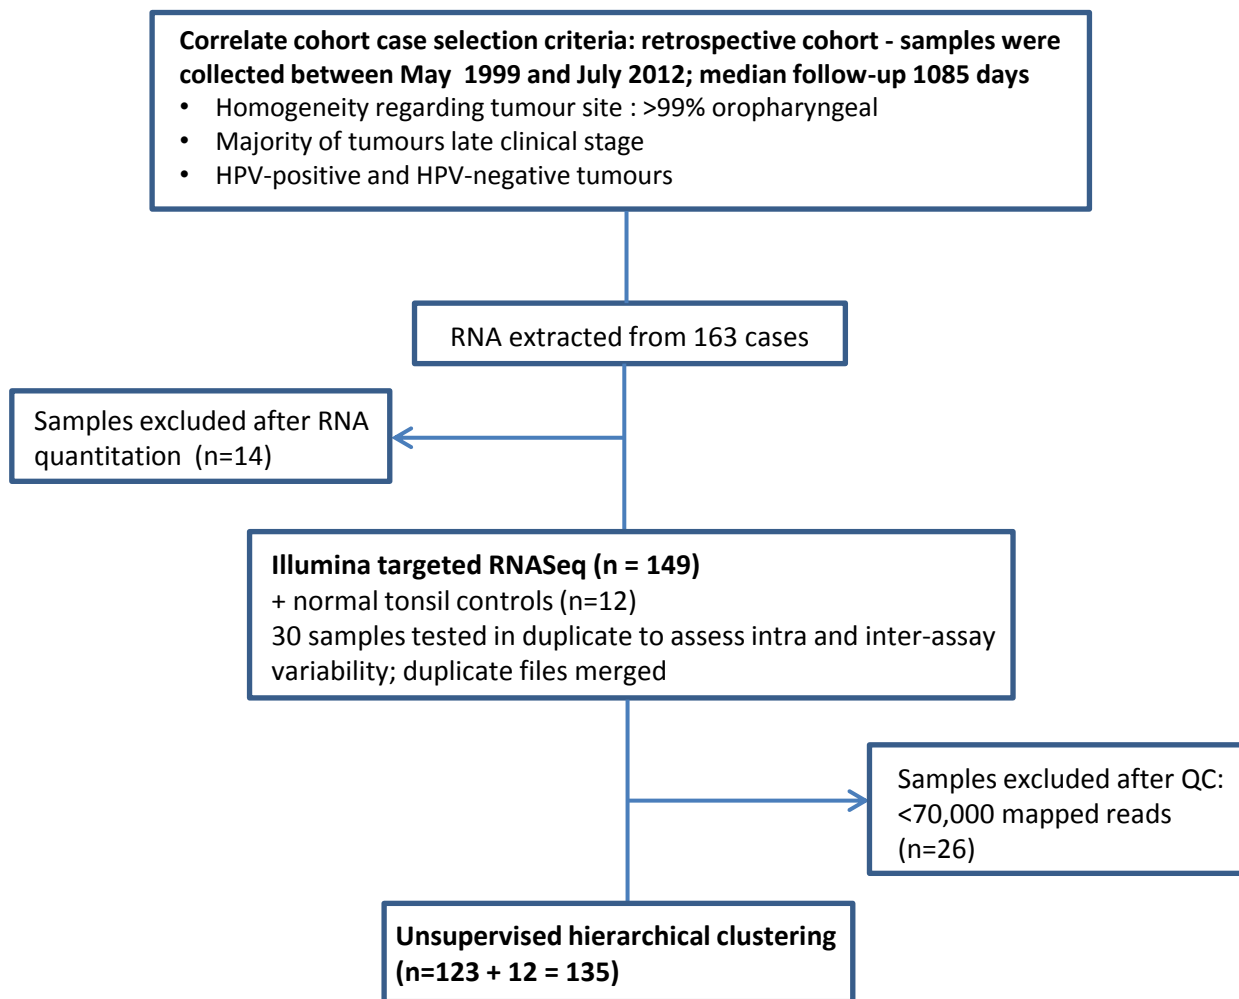 Correlate cohort case selection criteria: retrospective cohort - samples were
collected between May 1999 and July 2012; median follow-up 1085 days
• Homogeneity regarding tumour site : >99% oropharyngeal
• Majority of tumours late clinical stage
• HPV-positive and HPV-negative tumours
RNA extracted from 163 cases
Samples excluded after RNA
quantitation (n=14)
Illumina targeted RNASeq (n = 149)
+ normal tonsil controls (n=12)
30 samples tested in duplicate to assess intra and inter-assay
variability; duplicate files merged
Samples excluded after QC:
<70,000 mapped reads
(n=26)
Unsupervised hierarchical clustering
(n=123 + 12 = 135)